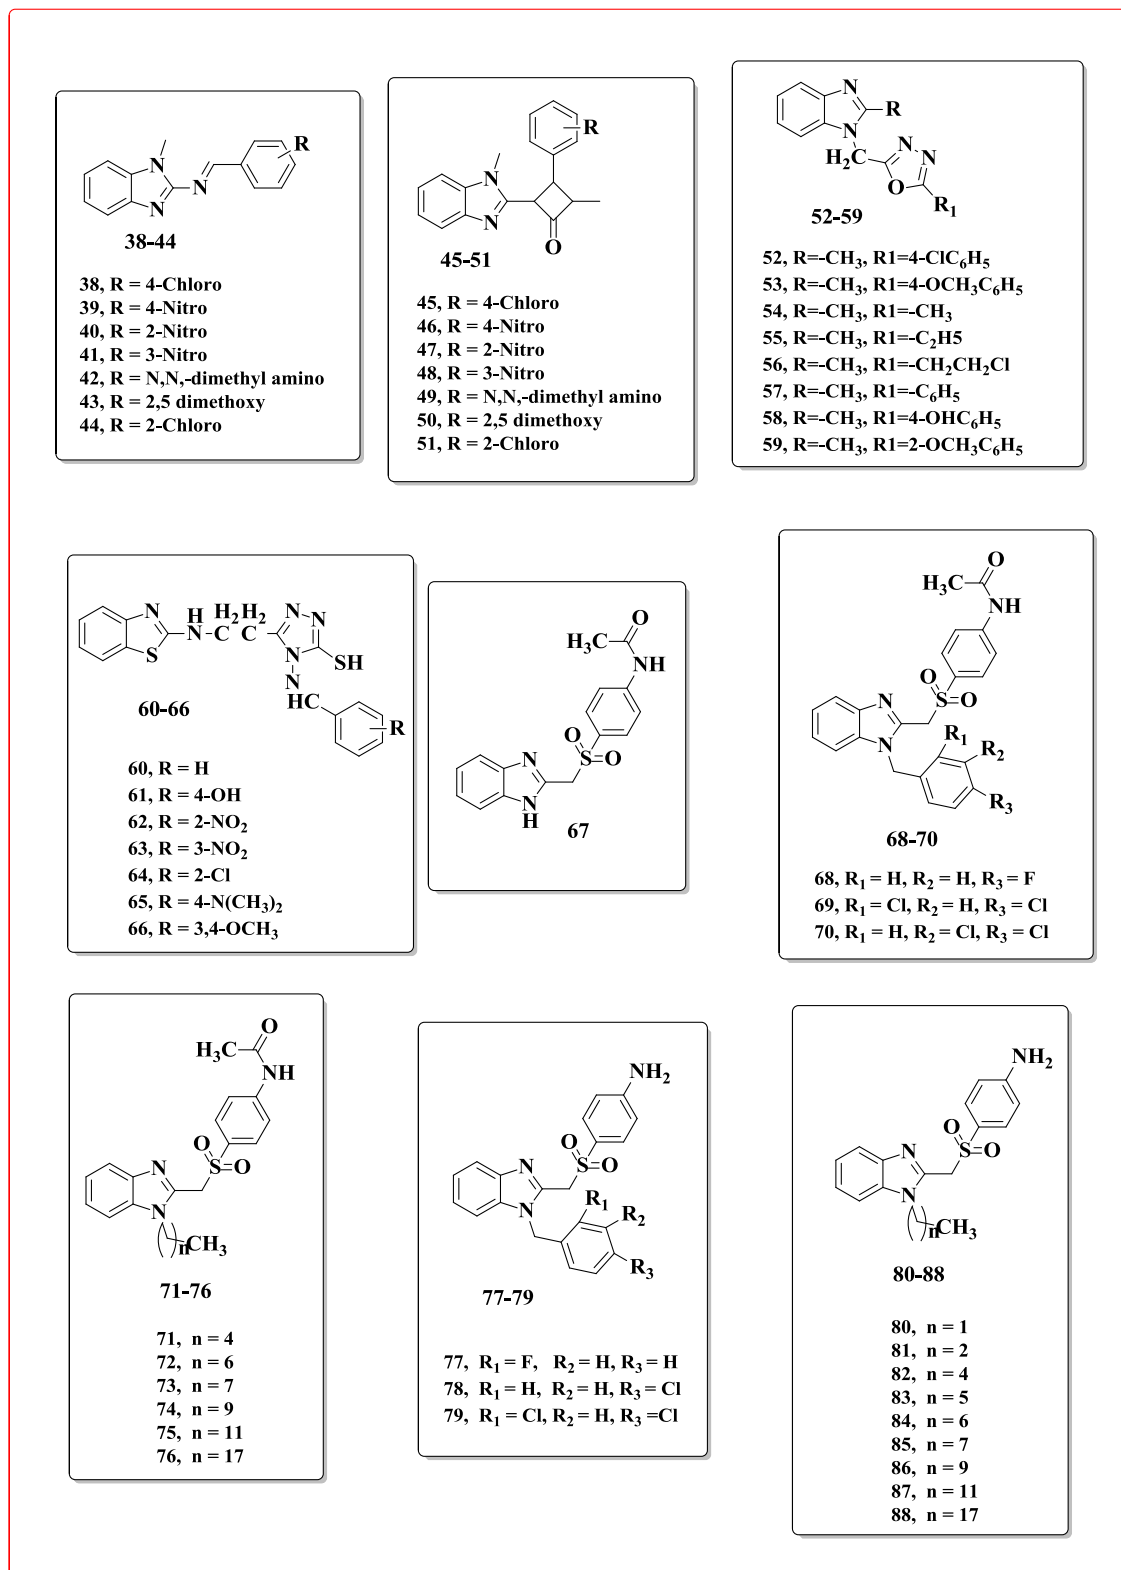 N
N
N
R
38-44
38, R = 4-Chloro
39, R = 4-Nitro
40, R = 2-Nitro
41, R = 3-Nitro
42, R = N,N,-dimethyl amino
43, R = 2,5 dimethoxy
44, R = 2-Chloro
R
N
N
O
45-51
45, R = 4-Chloro
46, R = 4-Nitro
47, R = 2-Nitro
48, R = 3-Nitro
49, R = N,N,-dimethyl amino
50, R = 2,5 dimethoxy
51, R = 2-Chloro
N
R
N
H₂C
N
N
O
R₁
52-59
52, R=-CH₃, R1=4-ClC₆H₅
53, R=-CH₃, R1=4-OCH₃C₆H₅
54, R=-CH₃, R1=-CH₃
55, R=-CH₃, R1=-C₂H5
56, R=-CH₃, R1=-CH₂CH₂Cl
57, R=-CH₃, R1=-C₆H₅
58, R=-CH₃, R1=4-OHC₆H₅
59, R=-CH₃, R1=2-OCH₃C₆H₅
N
S
H
N
H₂H₂
C C
N N
N
SH
N
HC
R
60-66
60, R = H
61, R = 4-OH
62, R = 2-NO₂
63, R = 3-NO₂
64, R = 2-Cl
65, R = 4-N(CH₃)₂
66, R = 3,4-OCH₃
O
H₃C
NH
O
S=O
N
N
H
67
O
H₃C
NH
O
S=O
N
N
R₁
R₂
R₃
68-70
68, R₁ = H, R₂ = H, R₃ = F
69, R₁ = Cl, R₂ = H, R₃ = Cl
70, R₁ = H, R₂ = Cl, R₃ = Cl
O
H₃C
NH
O
S=O
N
N
( )n CH₃
71-76
71, n = 4
72, n = 6
73, n = 7
74, n = 9
75, n = 11
76, n = 17
NH₂
O
S=O
N
N
R₁
R₂
R₃
77-79
77, R₁ = F, R₂ = H, R₃ = H
78, R₁ = H, R₂ = H, R₃ = Cl
79, R₁ = Cl, R₂ = H, R₃ =Cl
NH₂
O
S=O
N
N
( )n CH₃
80-88
80, n = 1
81, n = 2
82, n = 4
83, n = 5
84, n = 6
85, n = 7
86, n = 9
87, n = 11
88, n = 17